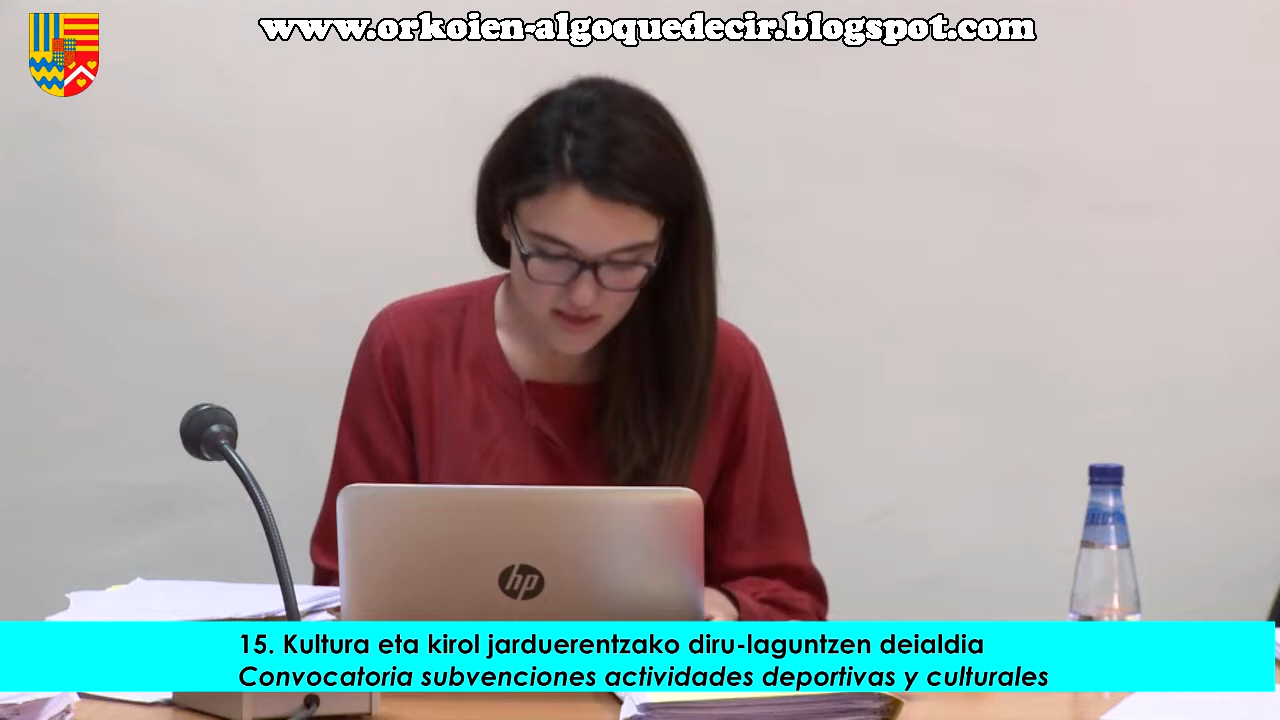 www.orkoien-algoquedecir.blogspot.com
hp
15. Kultura eta kirol jarduerentzako diru-laguntzen deialdia
Convocatoria subvenciones actividades deportivas y culturales